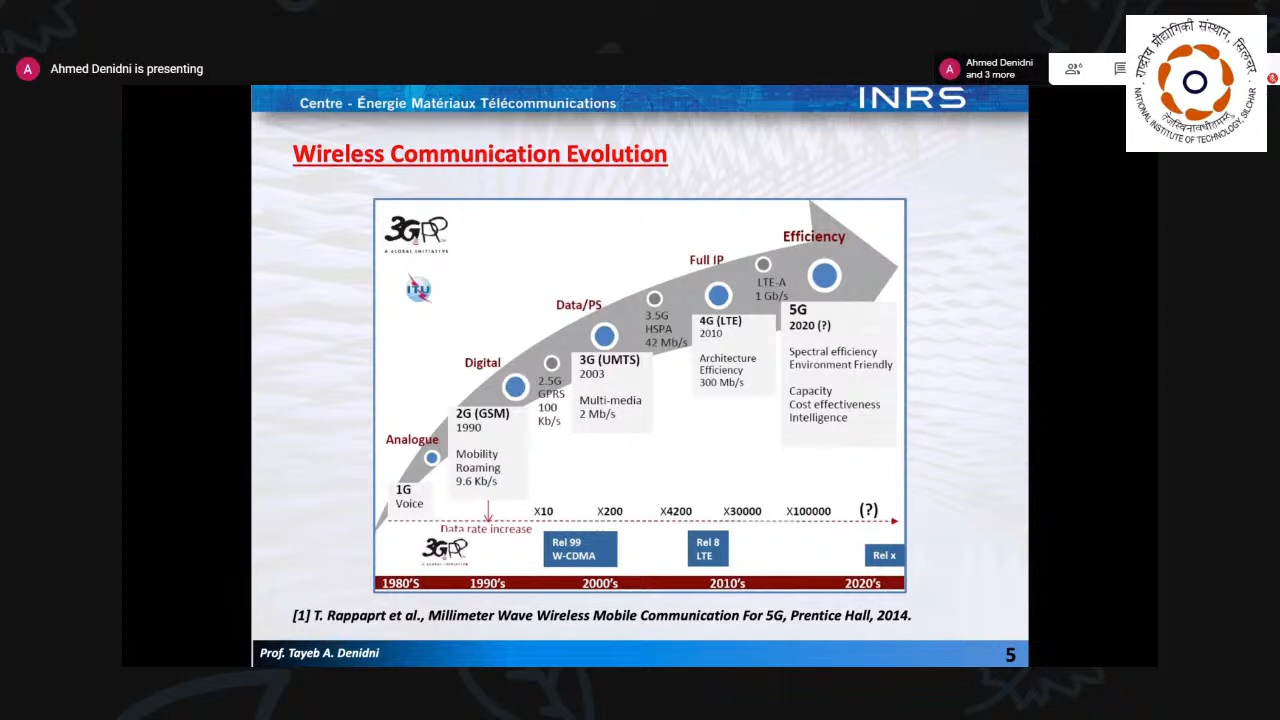 A
Ahmed Denidni is presenting
A
Ahmed Denidni
and 3 more
6
राष्ट्रीय प्रौद्योगिकी संस्थान, सिलचर
NATIONAL INSTITUTE OF TECHNOLOGY, SILCHAR
Centre - Énergie Matériaux Télécommunications
INRS
Wireless Communication Evolution
3GPP
A GLOBAL INITIATIVE
ITU
Efficiency
Full IP
LTE-A
1 Gb/s
Data/PS
3.5G
HSPA
42 Mb/s
4G (LTE)
2010
Architecture
Efficiency
300 Mb/s
5G
2020 (?)
Spectral efficiency
Environment Friendly
Capacity
Cost effectiveness
Intelligence
Digital
2.5G
GPRS
100
Kb/s
3G (UMTS)
2003
Multi-media
2 Mb/s
2G (GSM)
1990
Mobility
Roaming
9.6 Kb/s
Analogue
1G
Voice
X10 X200 X4200 X30000 X100000 (?)
Data rate increase
3GPP
A GLOBAL INITIATIVE
Rel 99
W-CDMA
Rel 8
LTE
Rel x
1980'S 1990's 2000's 2010's 2020's
[1] T. Rappaprt et al., Millimeter Wave Wireless Mobile Communication For 5G, Prentice Hall, 2014.
Prof. Tayeb A. Denidni
5